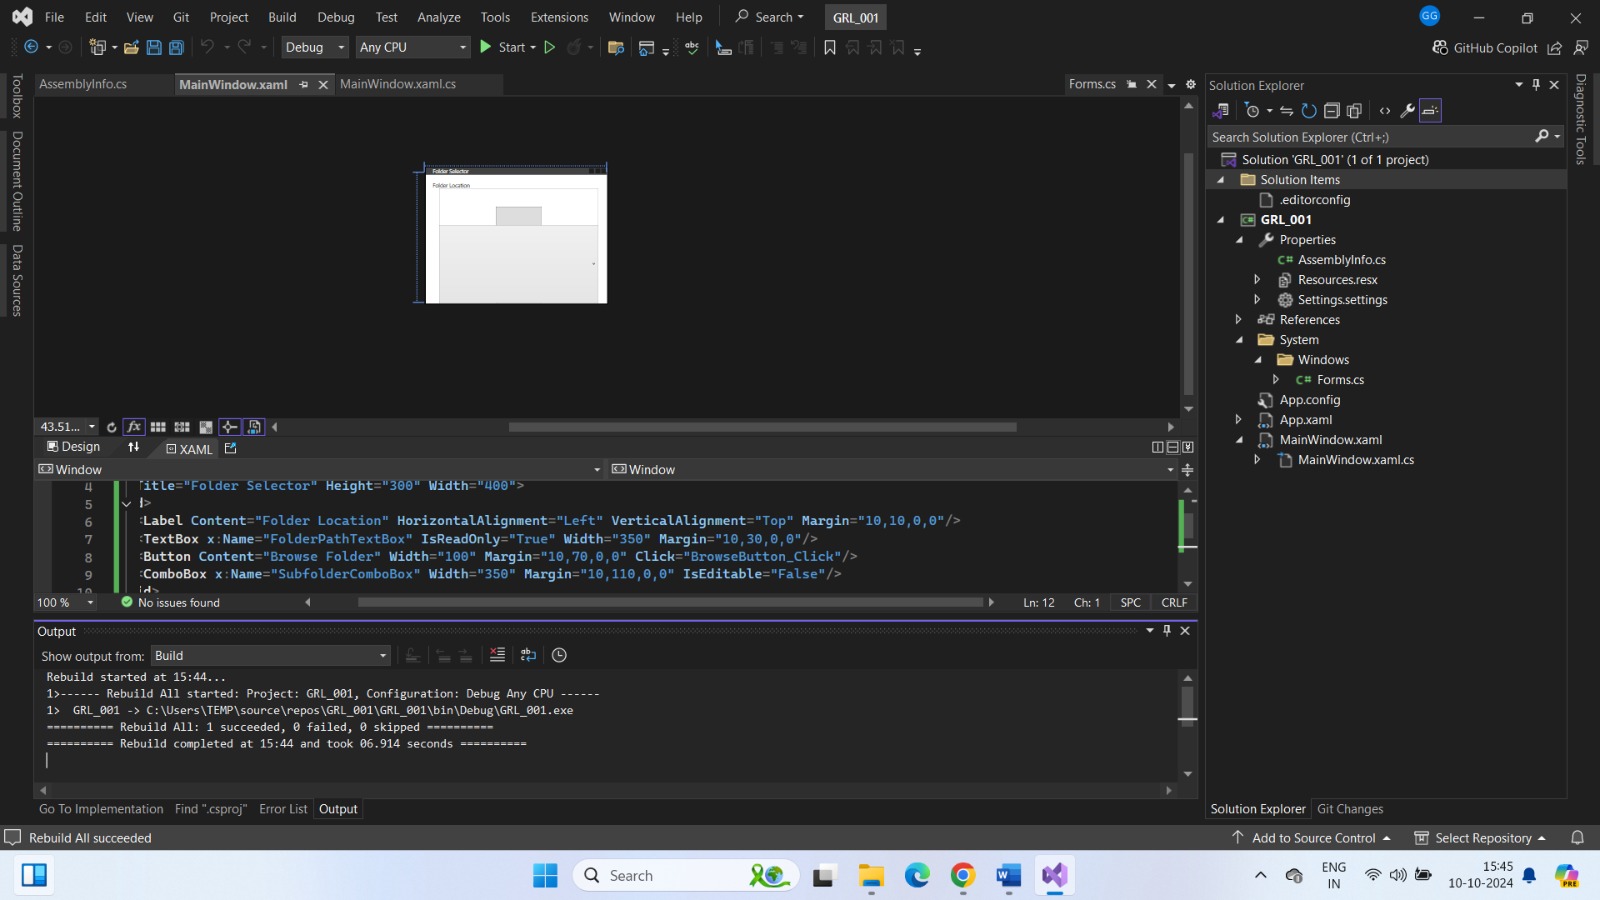 File Edit View Git Project Build Debug Test Analyze Tools Extensions Window Help Search GRL_001 GG
Debug Any CPU Start GitHub Copilot
AssemblyInfo.cs MainWindow.xaml MainWindow.xaml.cs Forms.cs
Toolbox
Document Outline
Data Sources
Folder Selector
Folder Location
43.51...
Design XAML
Window Window
4 Title="Folder Selector" Height="300" Width="400">
5 d>
6 :Label Content="Folder Location" HorizontalAlignment="Left" VerticalAlignment="Top" Margin="10,10,0,0"/>
7 :TextBox x:Name="FolderPathTextBox" IsReadOnly="True" Width="350" Margin="10,30,0,0"/>
8 :Button Content="Browse Folder" Width="100" Margin="10,70,0,0" Click="BrowseButton_Click"/>
9 :ComboBox x:Name="SubfolderComboBox" Width="350" Margin="10,110,0,0" IsEditable="False"/>
10 id>
100 % No issues found Ln: 12 Ch: 1 SPC CRLF
Output
Show output from: Build
Rebuild started at 15:44...
1>------ Rebuild All started: Project: GRL_001, Configuration: Debug Any CPU ------
1>  GRL_001 -> C:\Users\TEMP\source\repos\GRL_001\GRL_001\bin\Debug\GRL_001.exe
========== Rebuild All: 1 succeeded, 0 failed, 0 skipped ==========
========== Rebuild completed at 15:44 and took 06.914 seconds ==========
Go To Implementation Find ".csproj" Error List Output
Solution Explorer
Search Solution Explorer (Ctrl+;)
Solution 'GRL_001' (1 of 1 project)
Solution Items
.editorconfig
GRL_001
Properties
AssemblyInfo.cs
Resources.resx
Settings.settings
References
System
Windows
Forms.cs
App.config
App.xaml
MainWindow.xaml
MainWindow.xaml.cs
Solution Explorer Git Changes
Diagnostic Tools
Rebuild All succeeded Add to Source Control Select Repository
Search ENG
IN 15:45
10-10-2024
PRE